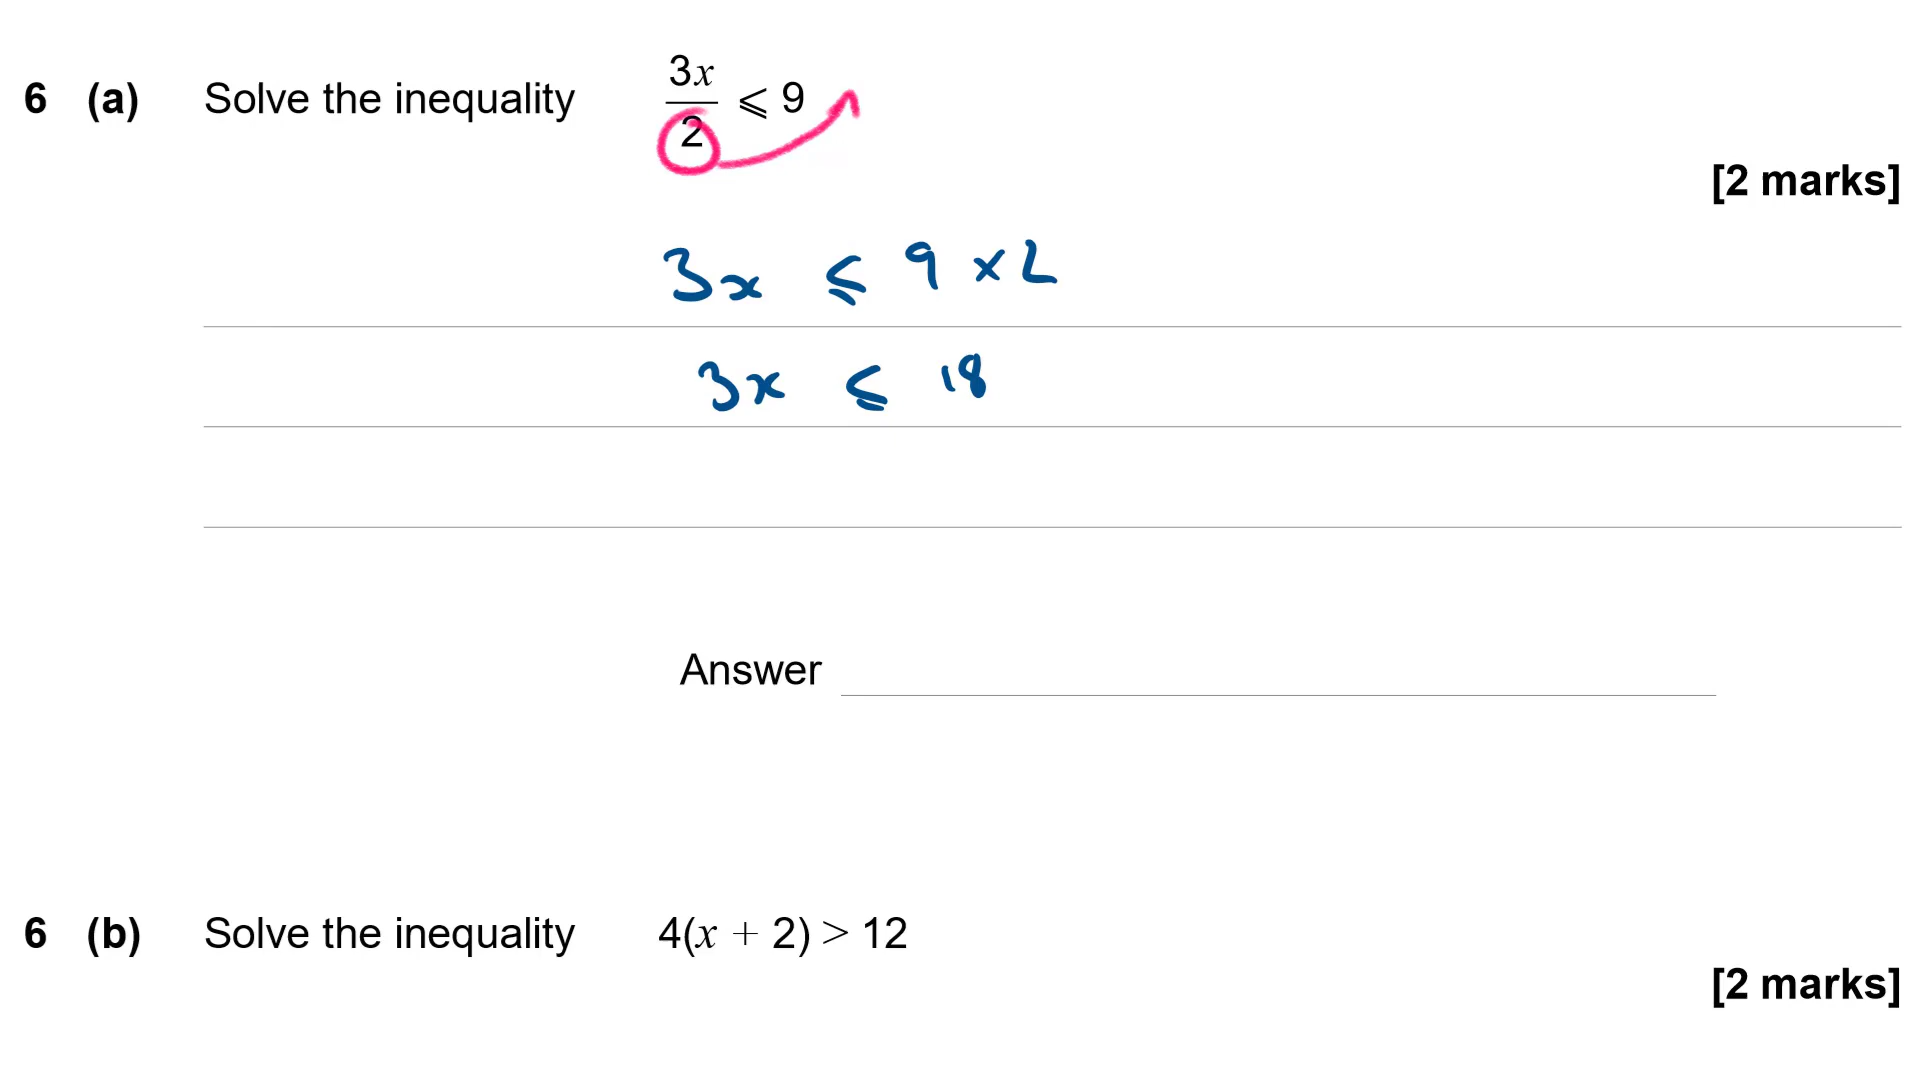 6 (a) Solve the inequality 3x/2 ⩽ 9
[2 marks]
3x ≤ 9 × 2
3x ≤ 18
Answer
6 (b) Solve the inequality 4(x + 2) > 12
[2 marks]